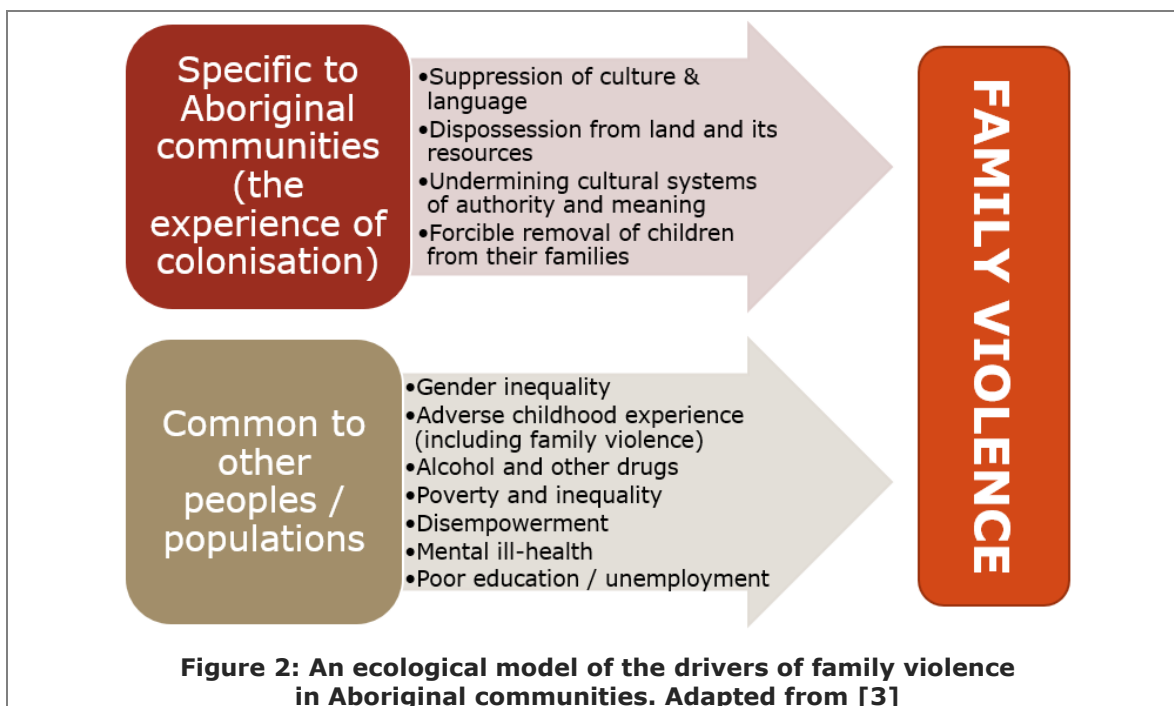 Specific to
Aboriginal
communities
(the
experience of
colonisation)
•Suppression of culture &
language
•Dispossession from land and its
resources
•Undermining cultural systems
of authority and meaning
•Forcible removal of children
from their families
Common to
other
peoples /
populations
•Gender inequality
•Adverse childhood experience
(including family violence)
•Alcohol and other drugs
•Poverty and inequality
•Disempowerment
•Mental ill-health
•Poor education / unemployment
FAMILY VIOLENCE
Figure 2: An ecological model of the drivers of family violence
in Aboriginal communities. Adapted from [3]